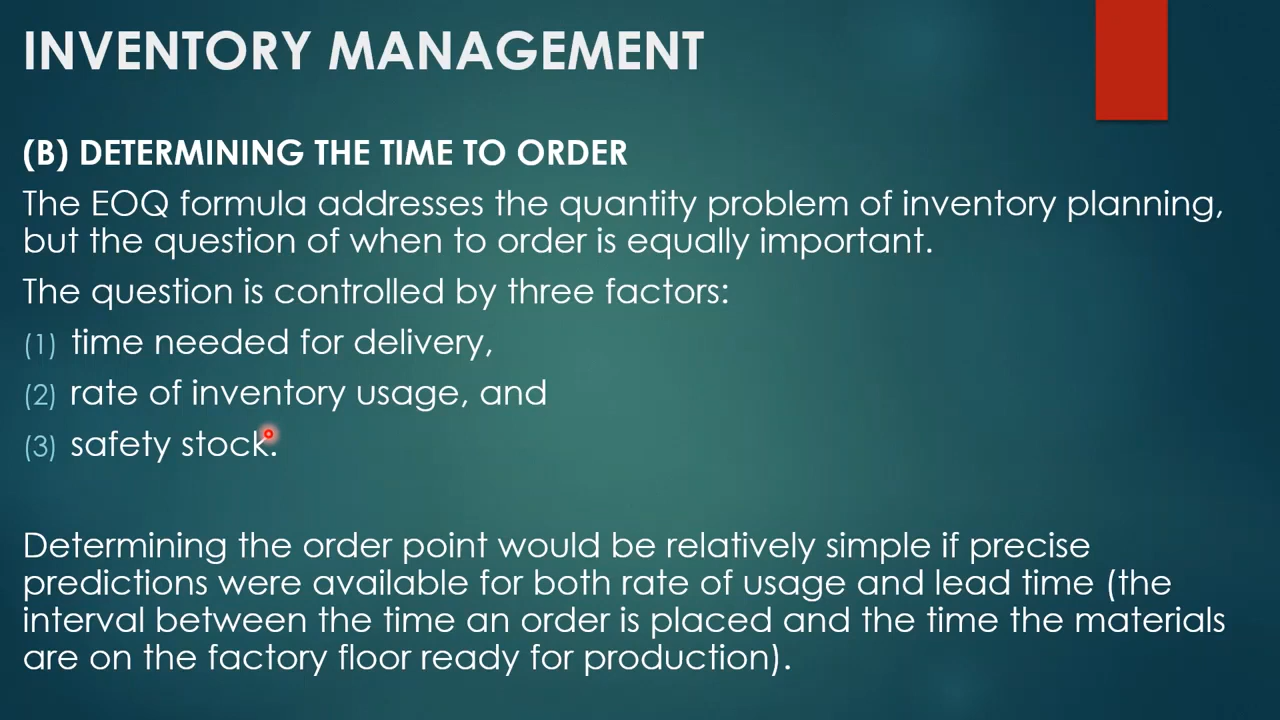 INVENTORY MANAGEMENT
(B) DETERMINING THE TIME TO ORDER
The EOQ formula addresses the quantity problem of inventory planning,
but the question of when to order is equally important.
The question is controlled by three factors:
(1) time needed for delivery,
(2) rate of inventory usage, and
(3) safety stock.
Determining the order point would be relatively simple if precise
predictions were available for both rate of usage and lead time (the
interval between the time an order is placed and the time the materials
are on the factory floor ready for production).